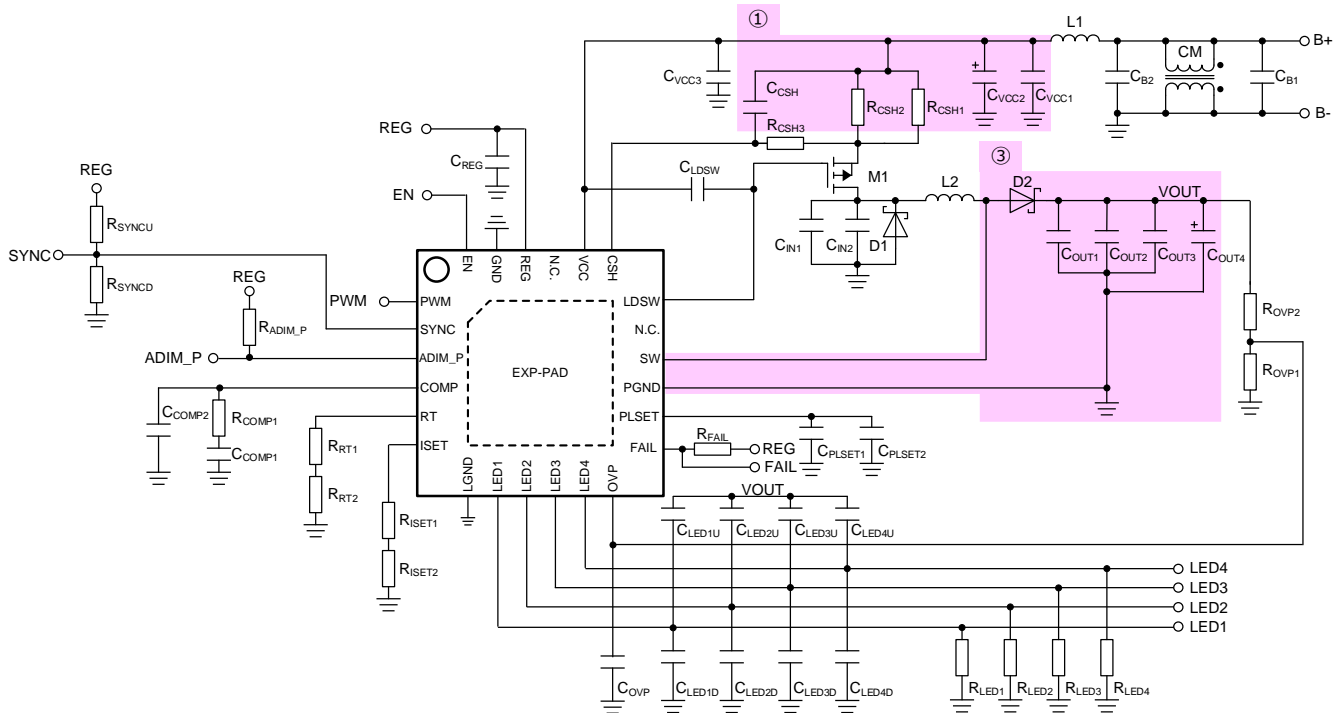 ①
L1
B+
CM
CVCC3
CCSH
RCSH2
RCSH1
CVCC2
+
CVCC1
CB2
CB1
B-
REG
RCSH3
CREG
CLDSW
M1
③
REG
EN
L2
D2
VOUT
RSYNCU
CIN1
CIN2
D1
COUT1
COUT2
COUT3
+
COUT4
SYNC
RSYNCD
EN
GND
REG
N.C.
VCC
CSH
REG
PWM
PWM
LDSW
RADIM_P
SYNC
N.C.
ROVP2
ADIM_P
ADIM_P
SW
EXP-PAD
ROVP1
COMP
PGND
CCOMP2
RCOMP1
RT
PLSET
RFAIL
CCOMP1
RRT1
ISET
FAIL
REG
CPLSET1
CPLSET2
FAIL
LGND
LED1
LED2
LED3
LED4
OVP
RRT2
VOUT
RISET1
CLED1U
CLED2U
CLED3U
CLED4U
RISET2
LED4
LED3
LED2
LED1
COVP
CLED1D
CLED2D
CLED3D
CLED4D
RLED1
RLED2
RLED3
RLED4